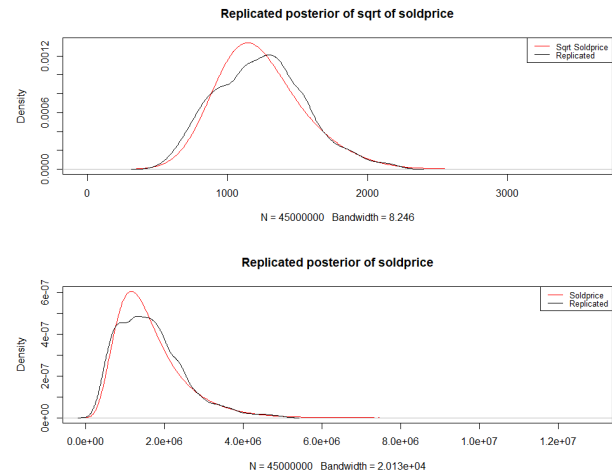 Replicated posterior of sqrt of soldprice
Sqrt Soldprice
Replicated
Density
0.0000 0.0006 0.0012
0 1000 2000 3000
N = 45000000 Bandwidth = 8.246
Replicated posterior of soldprice
Soldprice
Replicated
Density
0e+00 2e-07 4e-07 6e-07
0.0e+00 2.0e+06 4.0e+06 6.0e+06 8.0e+06 1.0e+07 1.2e+07
N = 45000000 Bandwidth = 2.013e+04